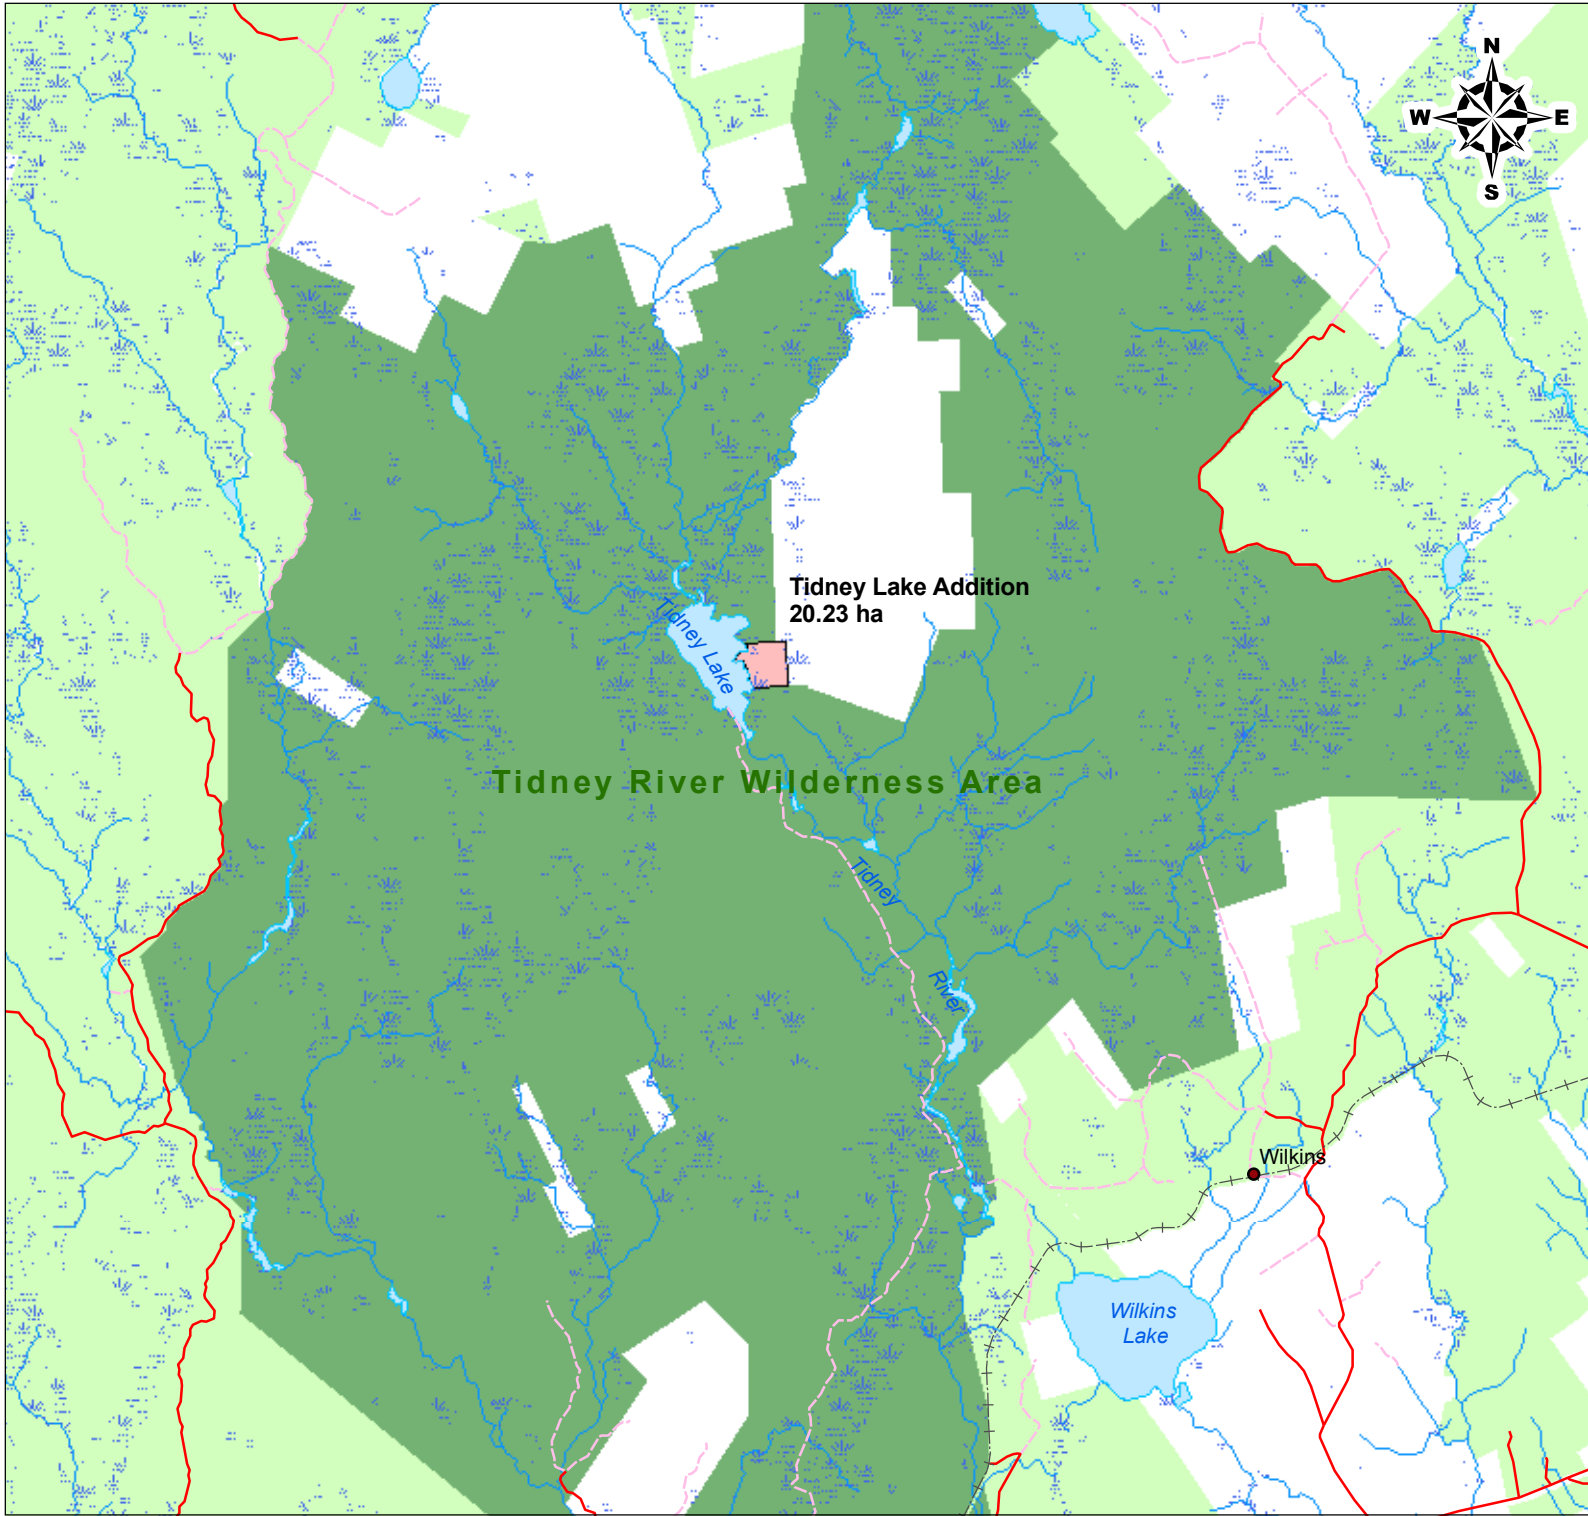 N
W E
S
Tidney Lake Addition
20.23 ha
Tidney Lake
Tidney River Wilderness Area
Tidney
River
Wilkins
Wilkins
Lake